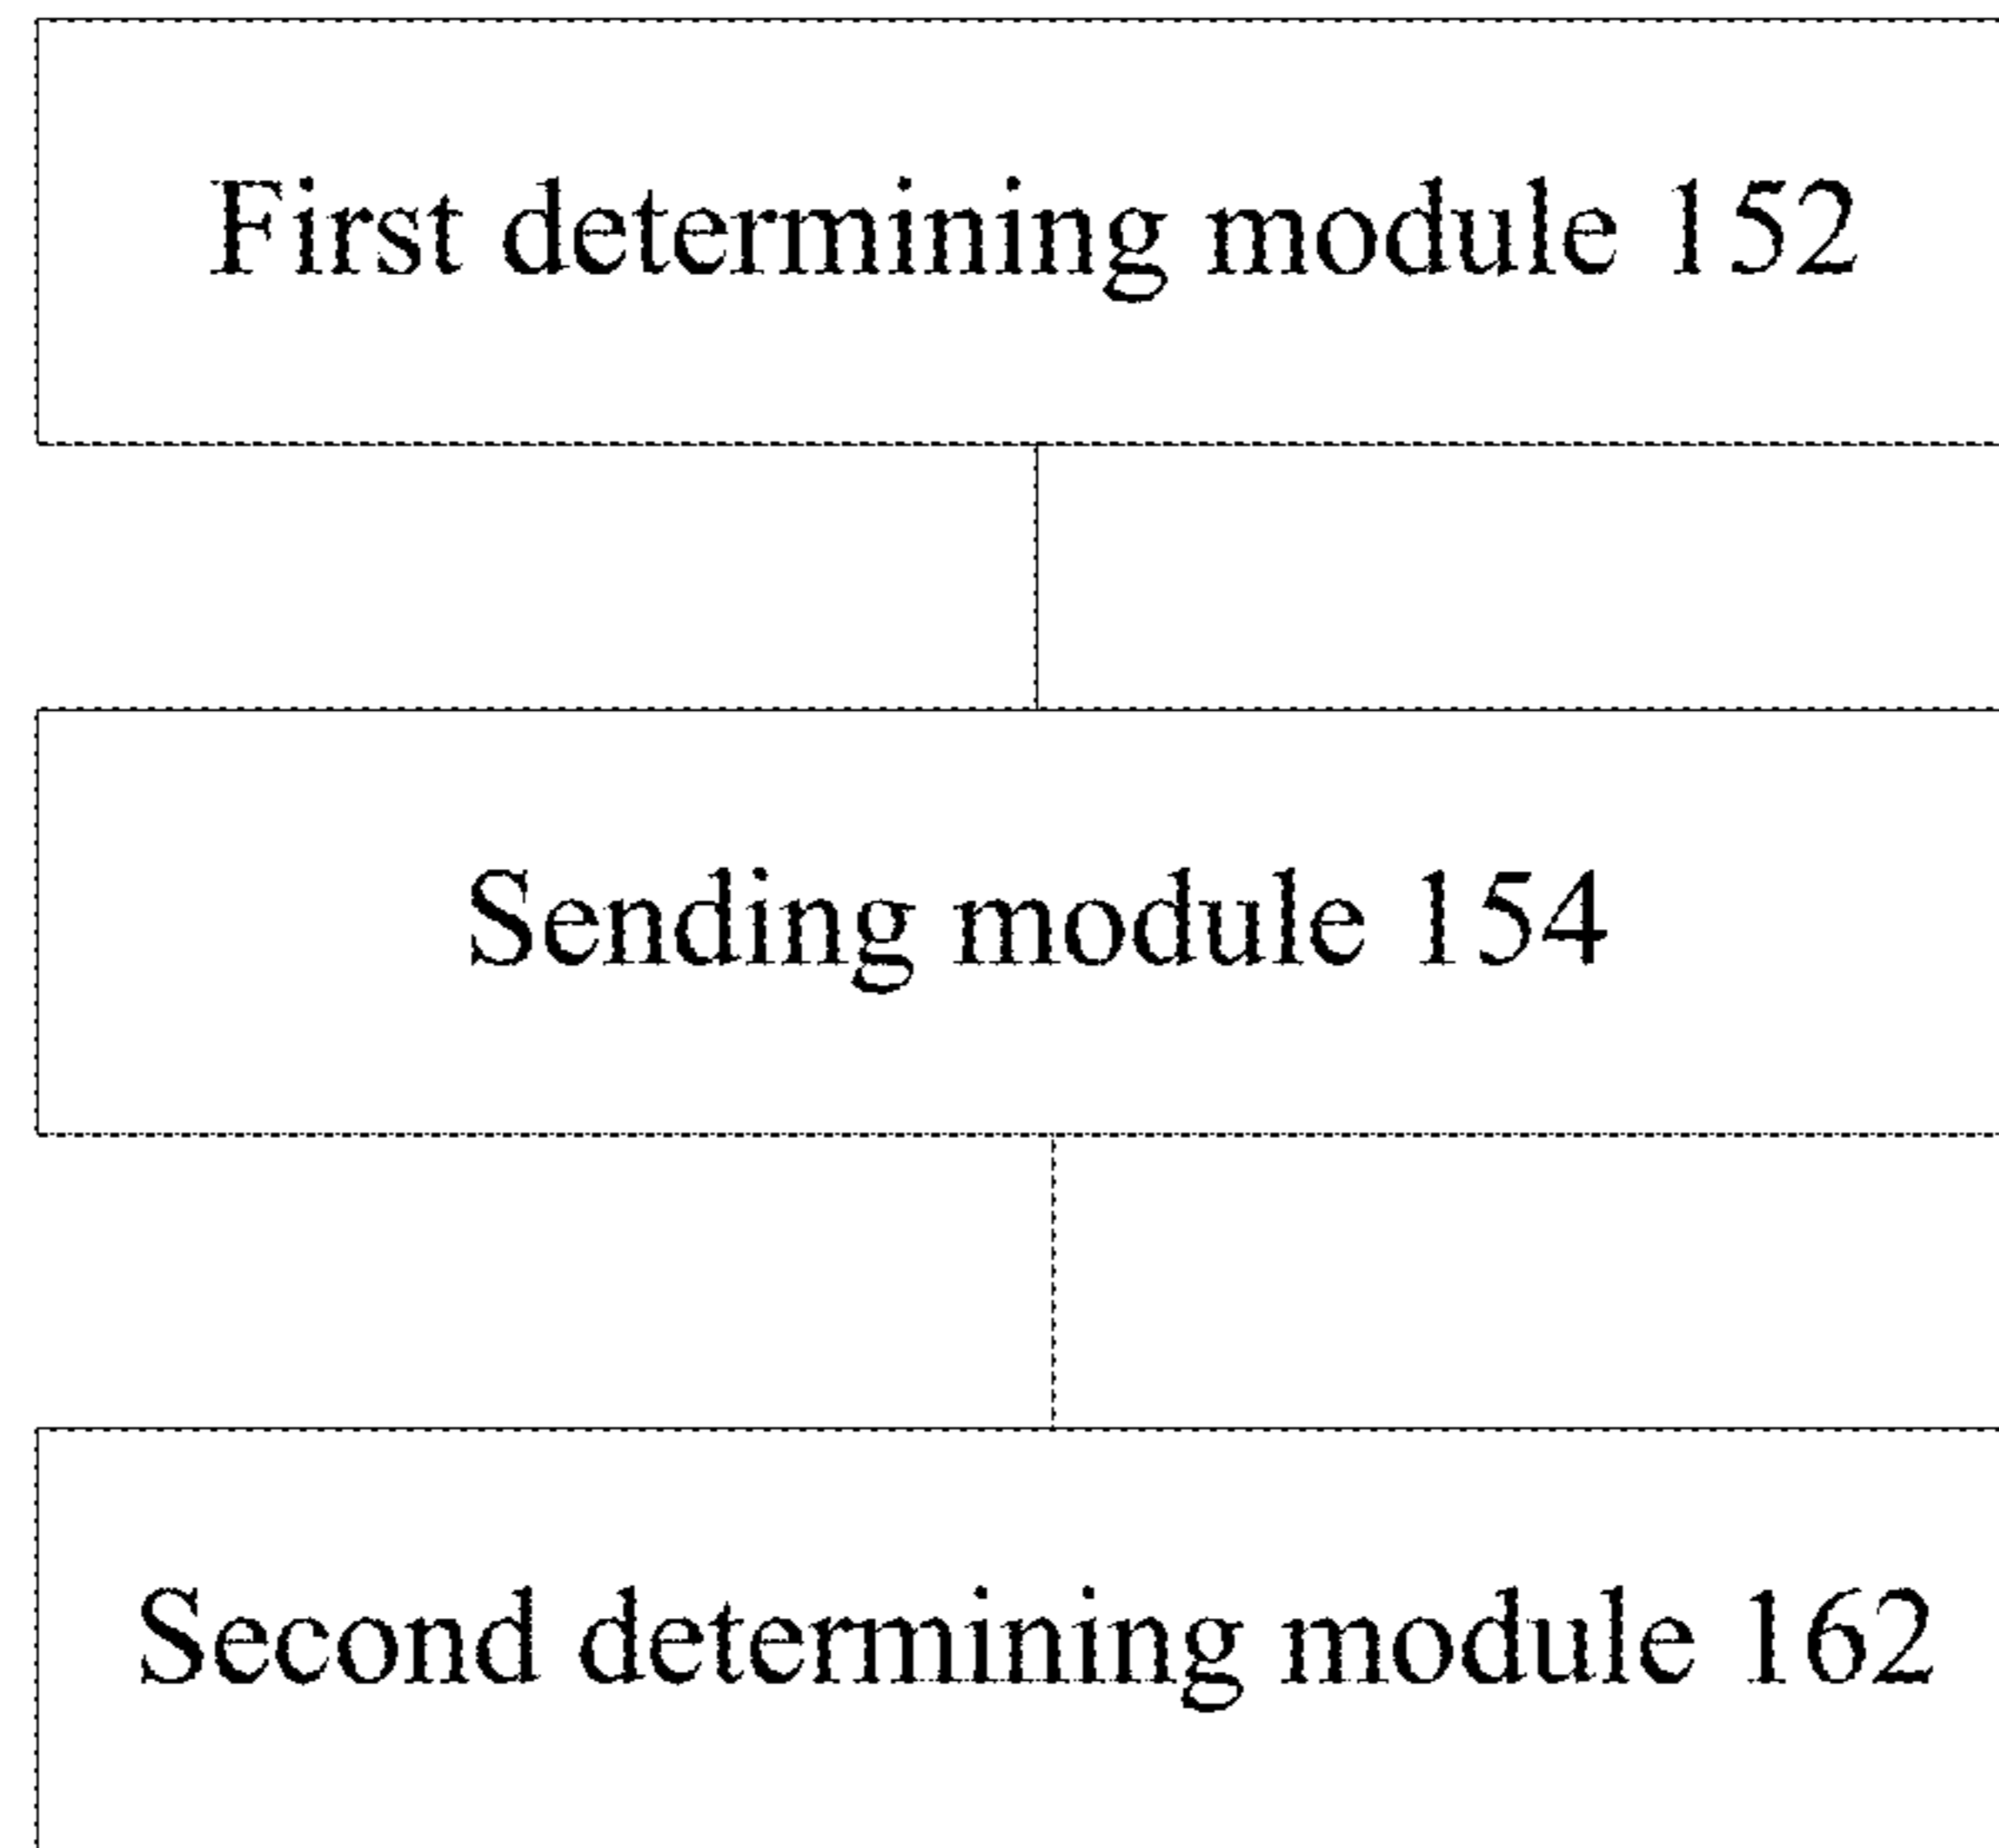 First determining module 152
Sending module 154
Second determining module 162